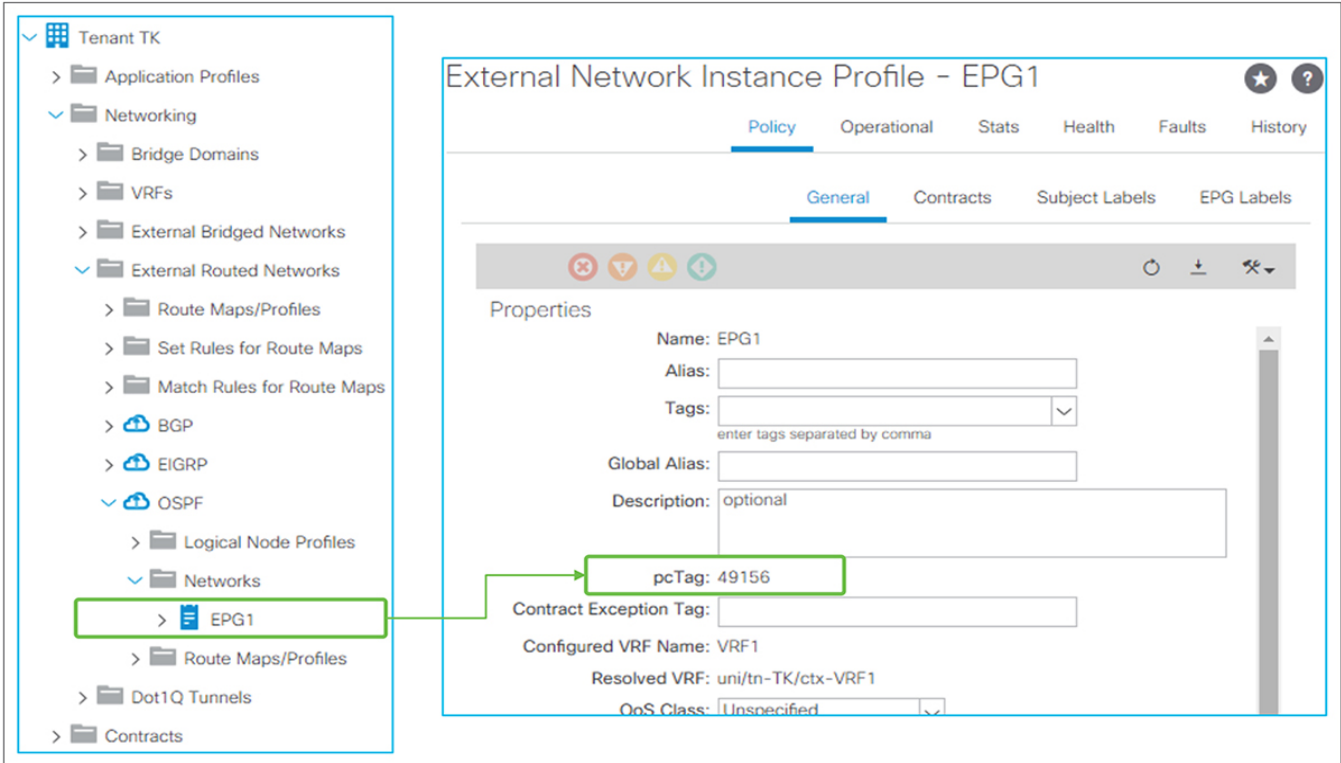 Tenant TK
Application Profiles
Networking
Bridge Domains
VRFs
External Bridged Networks
External Routed Networks
Route Maps/Profiles
Set Rules for Route Maps
Match Rules for Route Maps
BGP
EIGRP
OSPF
Logical Node Profiles
Networks
EPG1
Route Maps/Profiles
Dot1Q Tunnels
Contracts
External Network Instance Profile - EPG1
Policy Operational Stats Health Faults History
General Contracts Subject Labels EPG Labels
Properties
Name: EPG1
Alias:
Tags:
enter tags separated by comma
Global Alias:
Description: optional
pcTag: 49156
Contract Exception Tag:
Configured VRF Name: VRF1
Resolved VRF: uni/tn-TK/ctx-VRF1
QoS Class: Unspecified